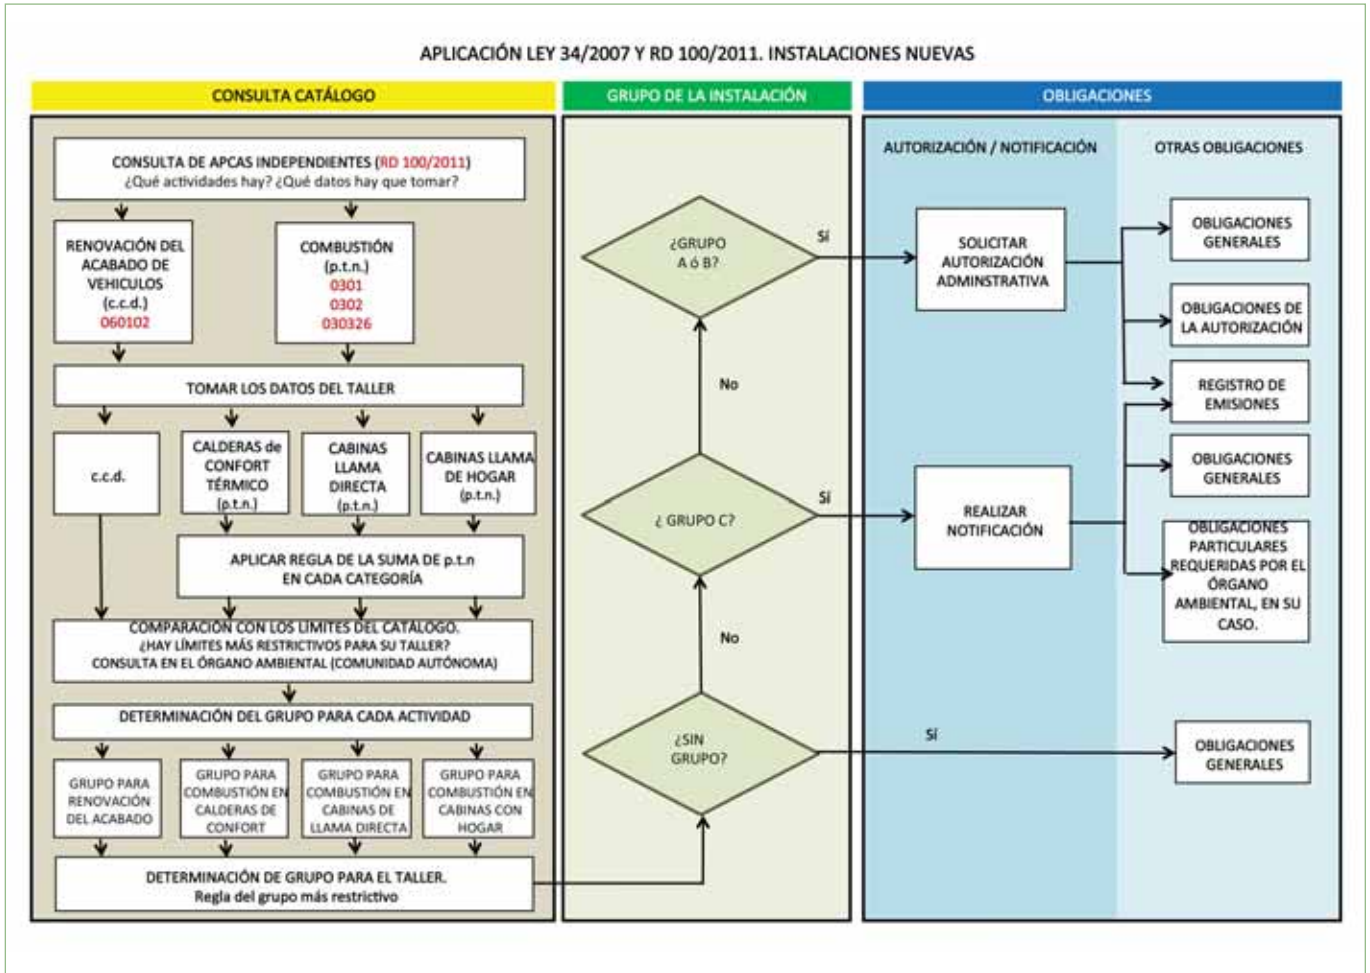 APLICACIÓN LEY 34/2007 Y RD 100/2011. INSTALACIONES NUEVAS
CONSULTA CATÁLOGO
CONSULTA DE APCAS INDEPENDIENTES (RD 100/2011)
¿Qué actividades hay? ¿Qué datos hay que tomar?
RENOVACIÓN DEL
ACABADO DE
VEHICULOS
(c.c.d.)
060102
COMBUSTIÓN
(p.t.n.)
0301
0302
030326
TOMAR LOS DATOS DEL TALLER
c.c.d.
CALDERAS de
CONFORT
TÉRMICO
(p.t.n.)
CABINAS
LLAMA
DIRECTA
(p.t.n.)
CABINAS LLAMA
DE HOGAR
(p.t.n.)
APLICAR REGLA DE LA SUMA DE p.t.n
EN CADA CATEGORÍA
COMPARACIÓN CON LOS LÍMITES DEL CATÁLOGO.
¿HAY LÍMITES MÁS RESTRICTIVOS PARA SU TALLER?
CONSULTA EN EL ÓRGANO AMBIENTAL (COMUNIDAD AUTÓNOMA)
DETERMINACIÓN DEL GRUPO PARA CADA ACTIVIDAD
GRUPO PARA
RENOVACIÓN
DEL ACABADO
GRUPO PARA
COMBUSTIÓN EN
CALDERAS DE
CONFORT
GRUPO PARA
COMBUSTIÓN EN
CABINAS DE
LLAMA DIRECTA
GRUPO PARA
COMBUSTIÓN EN
CABINAS CON
HOGAR
DETERMINACIÓN DE GRUPO PARA EL TALLER.
Regla del grupo más restrictivo
GRUPO DE LA INSTALACIÓN
¿GRUPO
A ó B?
Sí
No
¿ GRUPO C?
Sí
No
¿SIN
GRUPO?
Sí
OBLIGACIONES
AUTORIZACIÓN / NOTIFICACIÓN
SOLICITAR
AUTORIZACIÓN
ADMINSTRATIVA
REALIZAR
NOTIFICACIÓN
OTRAS OBLIGACIONES
OBLIGACIONES
GENERALES
OBLIGACIONES DE
LA AUTORIZACIÓN
REGISTRO DE
EMISIONES
OBLIGACIONES
GENERALES
OBLIGACIONES
PARTICULARES
REQUERIDAS POR EL
ÓRGANO
AMBIENTAL, EN SU
CASO.
OBLIGACIONES
GENERALES